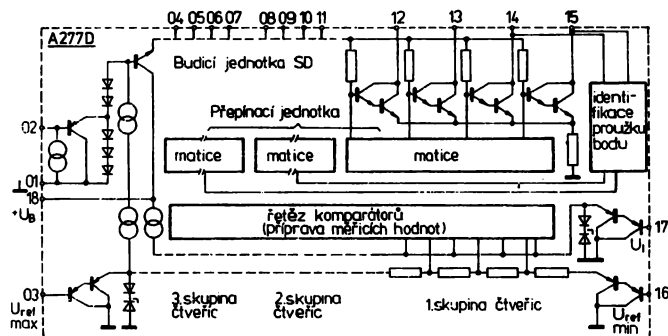 04 05 06 07 08 09 10 11 12 13 14 15
A277D
Budicí jednotka SD
identi-
fikace
proužku
bodu
Přepínací jednotka
02
matice matice matice
01
18
+U_B
řetěz komparátorů
(příprava měřicích hodnot)
17
U_I
03
U_ref
max
3.skupina
čtveřic
2.skupina
čtveřic
1.skupina
čtveřic
16
U_ref
min